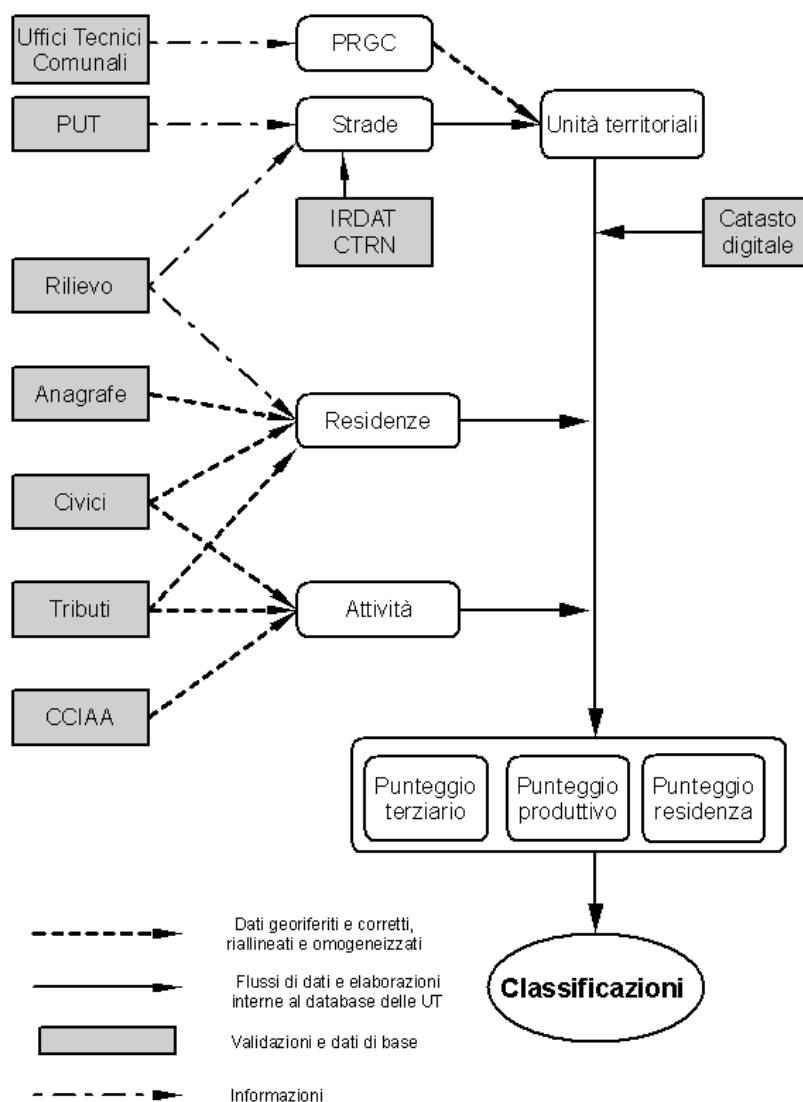 Uffici Tecnici
Comunali
PRGC
PUT
Strade
Unità territoriali
IRDAT
CTRN
Catasto
digitale
Rilievo
Anagrafe
Residenze
Civici
Tributi
Attività
CCIAA
Punteggio
terziario
Punteggio
produttivo
Punteggio
residenza
Classificazioni
Dati georiferiti e corretti,
riallineati e omogeneizzati
Flussi di dati e elaborazioni
interne al database delle UT
Validazioni e dati di base
Informazioni